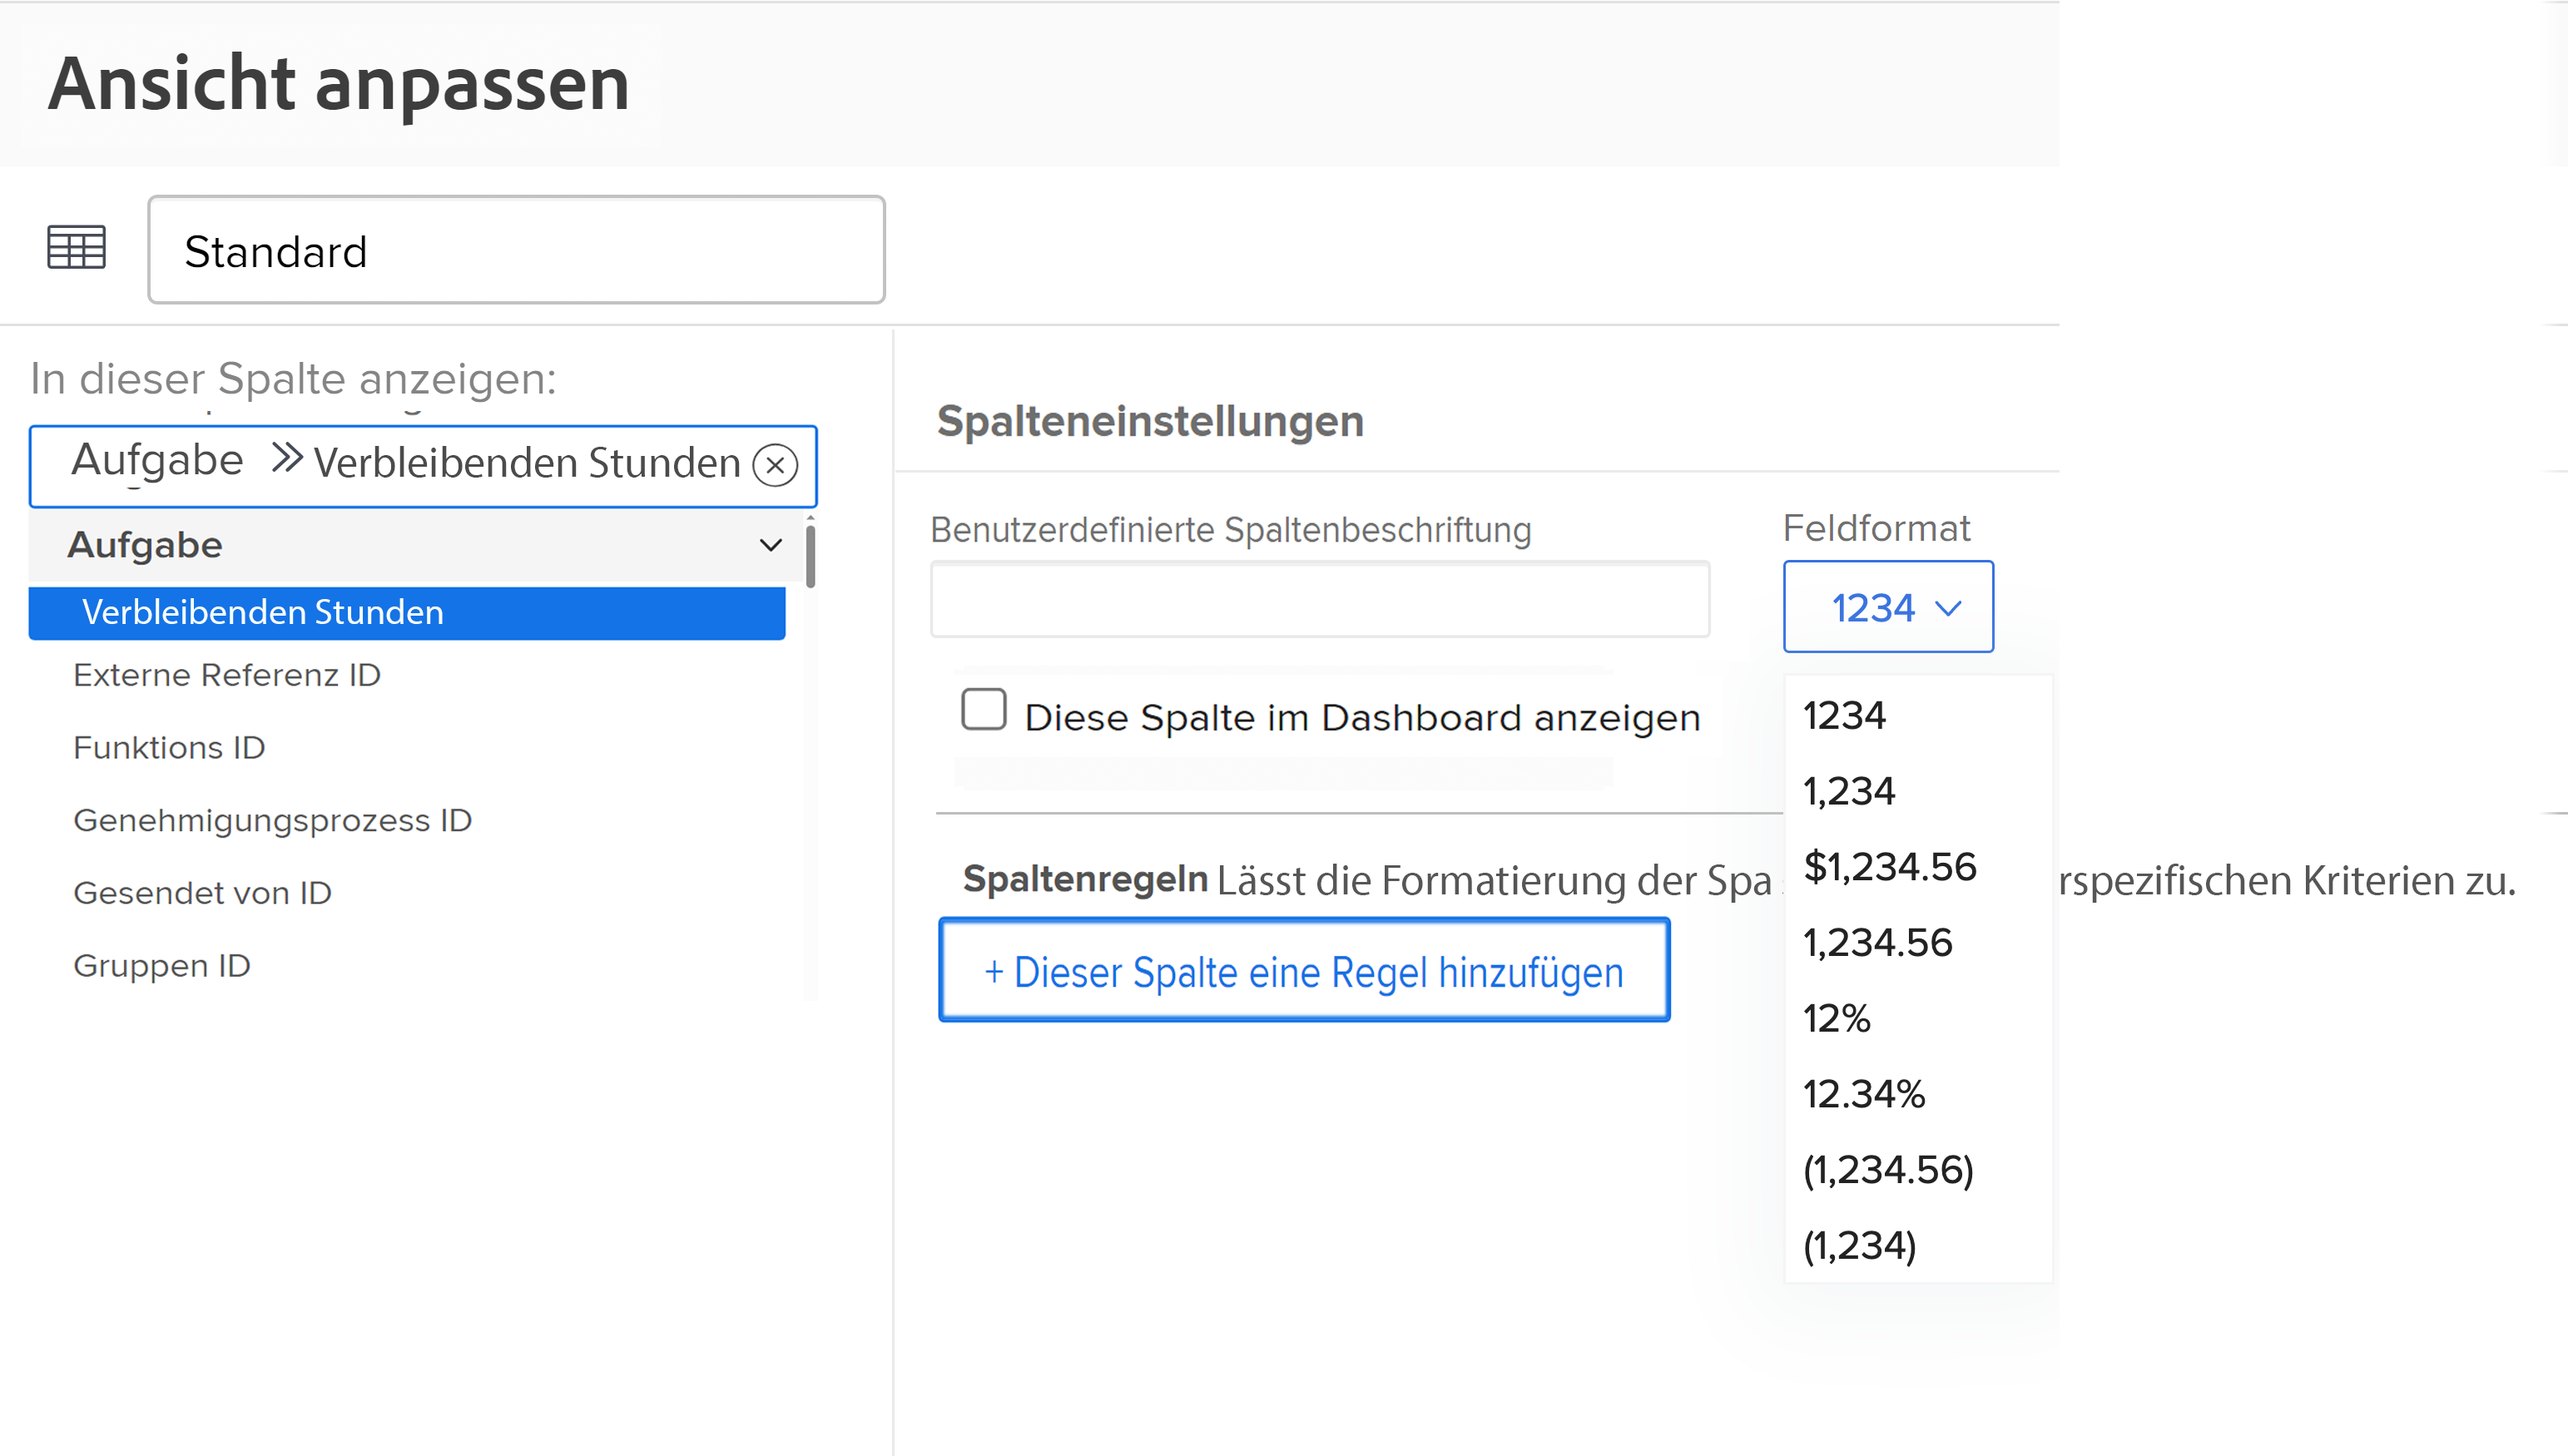 Ansicht anpassen
Standard
In dieser Spalte anzeigen:
Aufgabe >> Verbleibenden Stunden
Aufgabe
Verbleibenden Stunden
Externe Referenz ID
Funktions ID
Genehmigungsprozess ID
Gesendet von ID
Gruppen ID
Spalteneinstellungen
Benutzerdefinierte Spaltenbeschriftung
Feldformat
1234
Diese Spalte im Dashboard anzeigen
Spaltenregeln Lässt die Formatierung der Spa rspezifischen Kriterien zu.
+ Dieser Spalte eine Regel hinzufügen
1234
1,234
$1,234.56
1,234.56
12%
12.34%
(1,234.56)
(1,234)